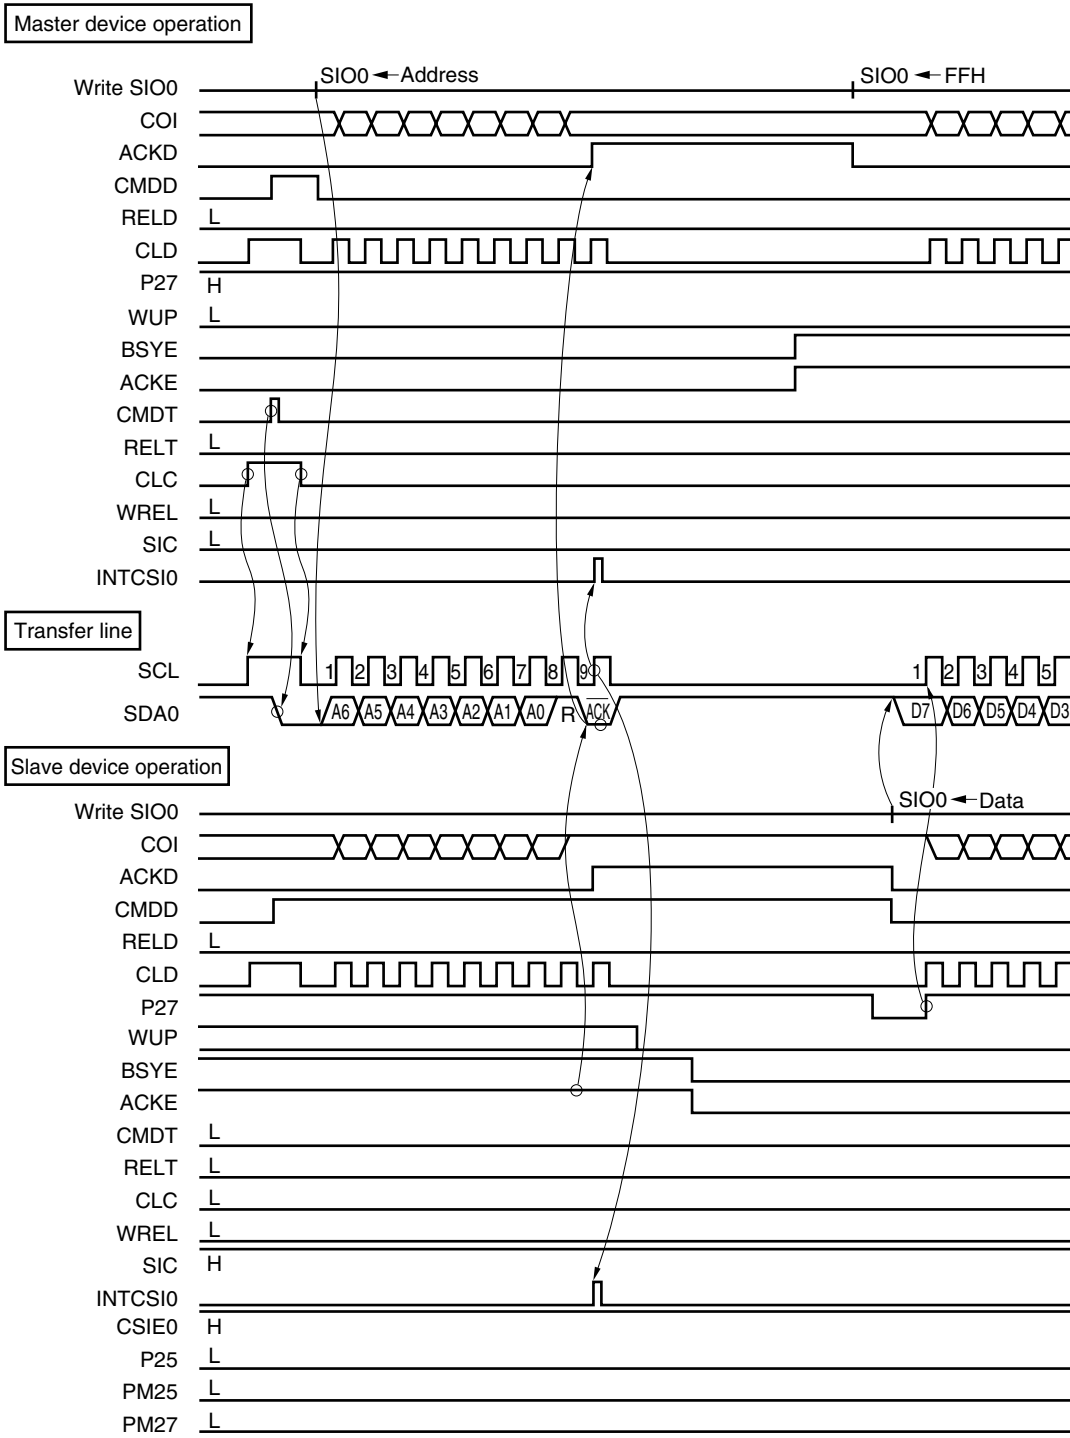 Master device operation
Write SIO0 SIO0 ← Address SIO0 ← FFH
COI
ACKD
CMDD
RELD L
CLD
P27 H
WUP L
BSYE
ACKE
CMDT
RELT L
CLC
WREL L
SIC L
INTCSI0
Transfer line
SCL 1 2 3 4 5 6 7 8 9 1 2 3 4 5
SDA0 A6 A5 A4 A3 A2 A1 A0 R ACK D7 D6 D5 D4 D3
Slave device operation
Write SIO0 SIO0 ← Data
COI
ACKD
CMDD
RELD L
CLD
P27
WUP
BSYE
ACKE
CMDT L
RELT L
CLC L
WREL L
SIC H
INTCSI0
CSIE0 H
P25 L
PM25 L
PM27 L